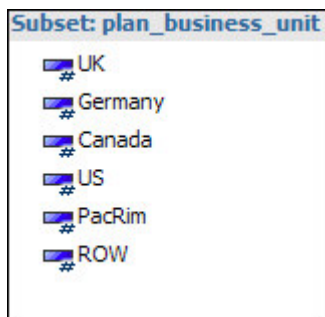 Subset: plan_business_unit
UK
Germany
Canada
US
PacRim
ROW